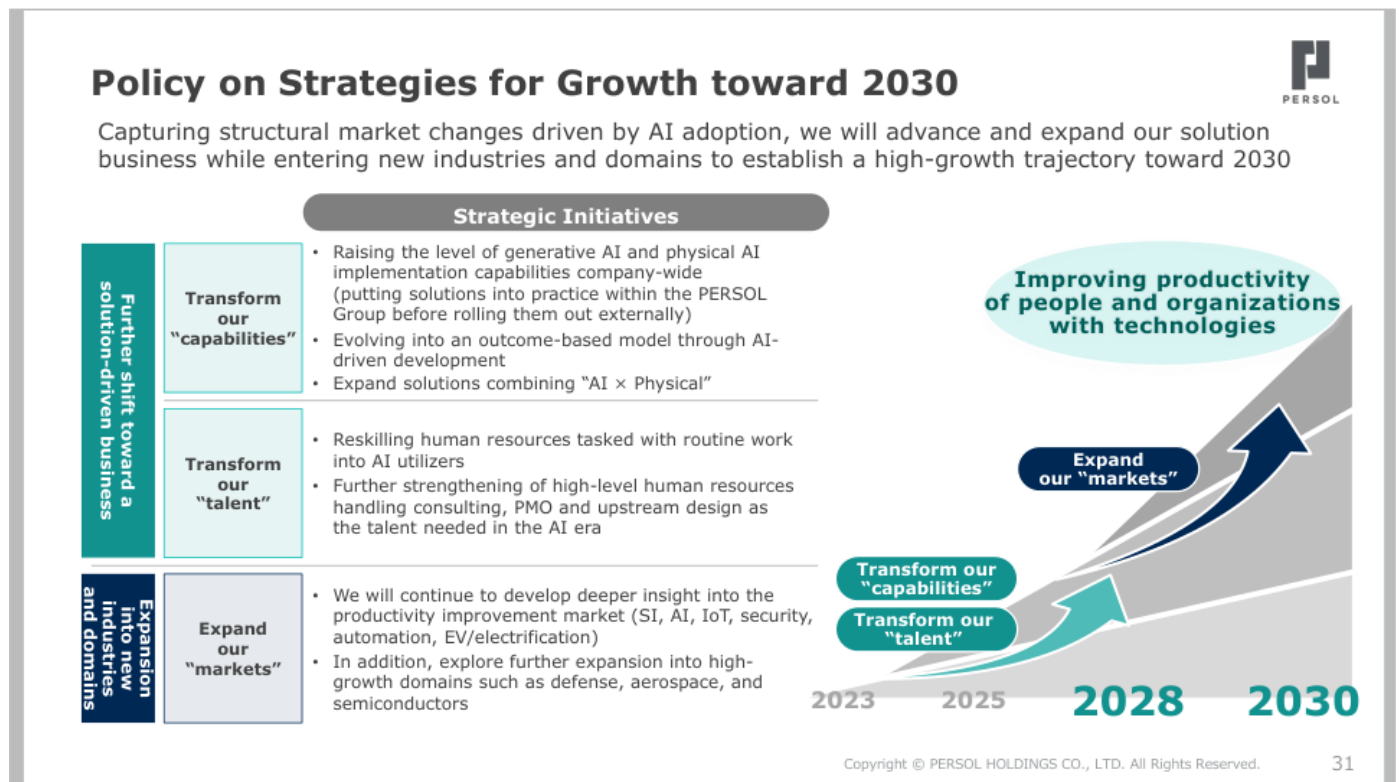 Policy on Strategies for Growth toward 2030
PERSOL
Capturing structural market changes driven by AI adoption, we will advance and expand our solution
business while entering new industries and domains to establish a high-growth trajectory toward 2030
Strategic Initiatives
Further shift toward a
solution-driven business
Transform
our
“capabilities”
• Raising the level of generative AI and physical AI
implementation capabilities company-wide
(putting solutions into practice within the PERSOL
Group before rolling them out externally)
• Evolving into an outcome-based model through AI-
driven development
• Expand solutions combining “AI × Physical”
Transform
our
“talent”
• Reskilling human resources tasked with routine work
into AI utilizers
• Further strengthening of high-level human resources
handling consulting, PMO and upstream design as
the talent needed in the AI era
Expansion
into new
industries
and domains
Expand
our
“markets”
• We will continue to develop deeper insight into the
productivity improvement market (SI, AI, IoT, security,
automation, EV/electrification)
• In addition, explore further expansion into high-
growth domains such as defense, aerospace, and
semiconductors
Improving productivity
of people and organizations
with technologies
Expand
our “markets”
Transform our
“capabilities”
Transform our
“talent”
2023
2025
2028
2030
Copyright © PERSOL HOLDINGS CO., LTD. All Rights Reserved.
31